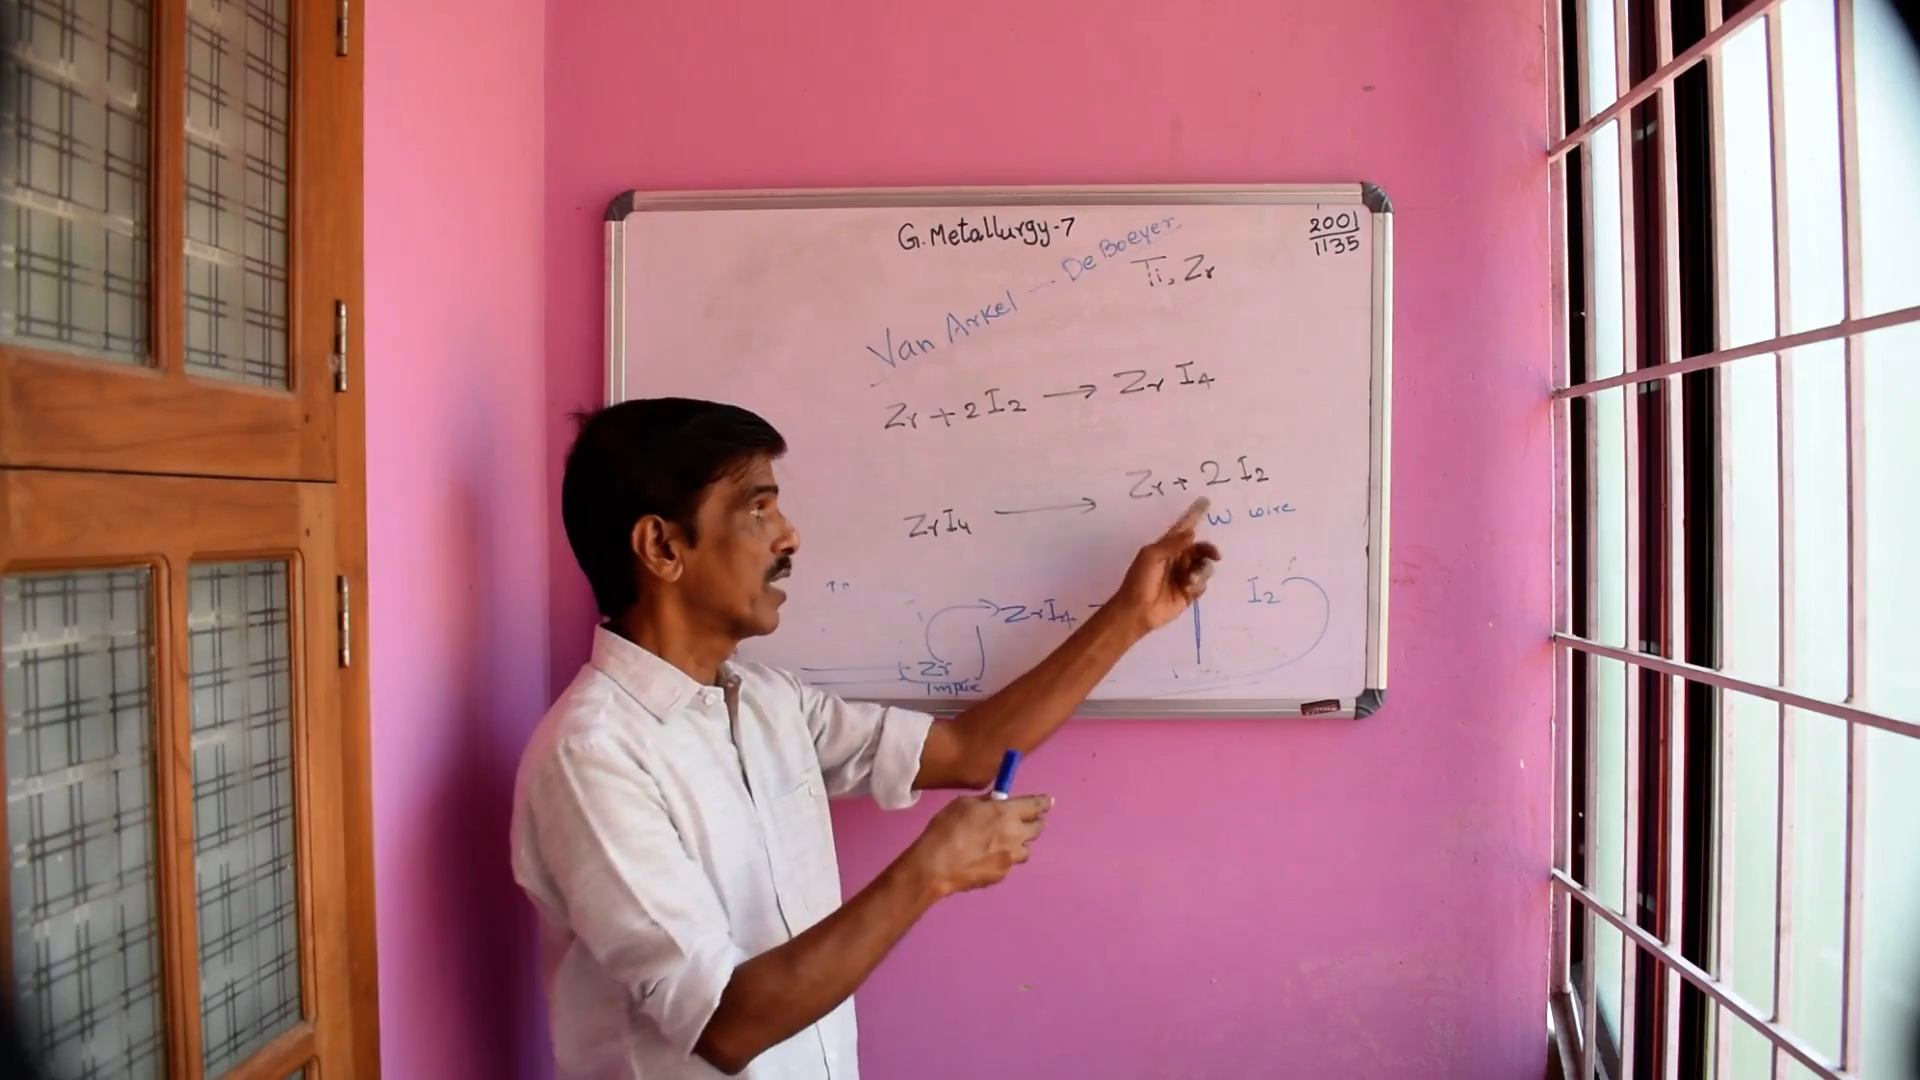 G. Metallurgy-7
2001
1135
Van Arkel — De Boeyer
Ti, Zr
Zr + 2 I2 → Zr I4
ZrI4 → Zr + 2 I2
W wire
ZrI4
I2
Zr
Impure